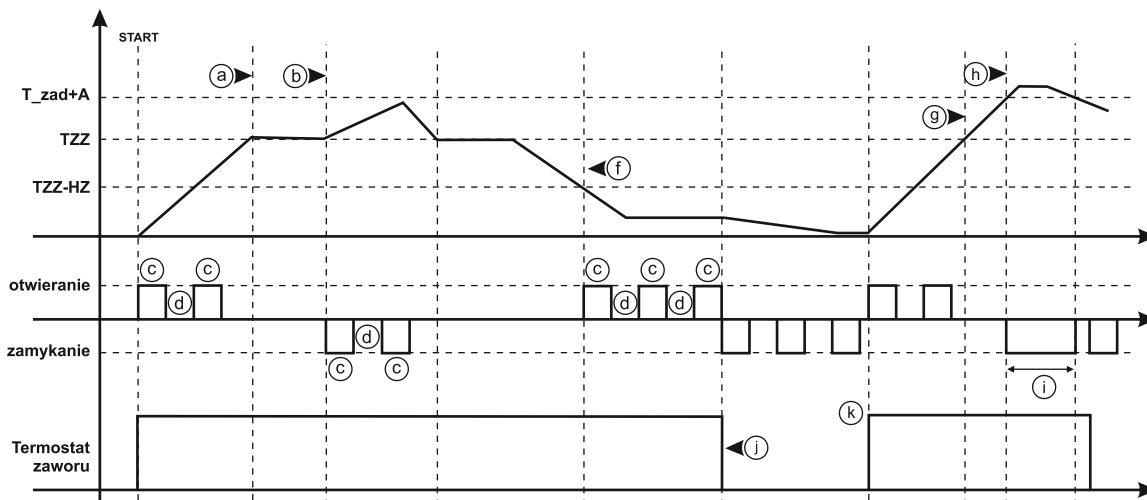 START
a
b
h
T_zad+A
g
TZZ
f
TZZ-HZ
c
c
c
c
c
otwieranie
d
d
d
d
zamykanie
c
c
i
k
Termostat
zaworu
j